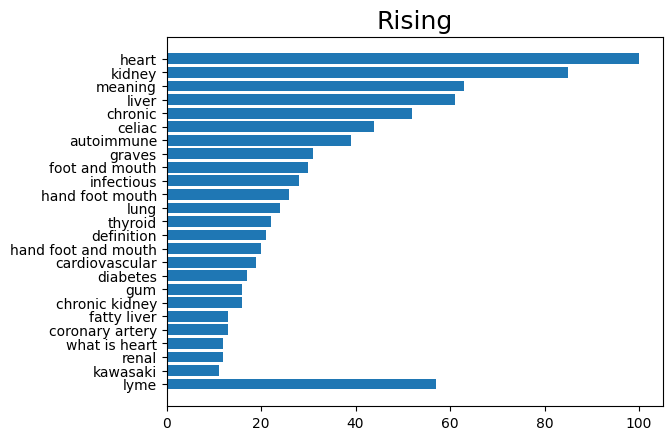 Rising
heart
kidney
meaning
liver
chronic
celiac
autoimmune
graves
foot and mouth
infectious
hand foot mouth
lung
thyroid
definition
hand foot and mouth
cardiovascular
diabetes
gum
chronic kidney
fatty liver
coronary artery
what is heart
renal
kawasaki
lyme
0 20 40 60 80 100